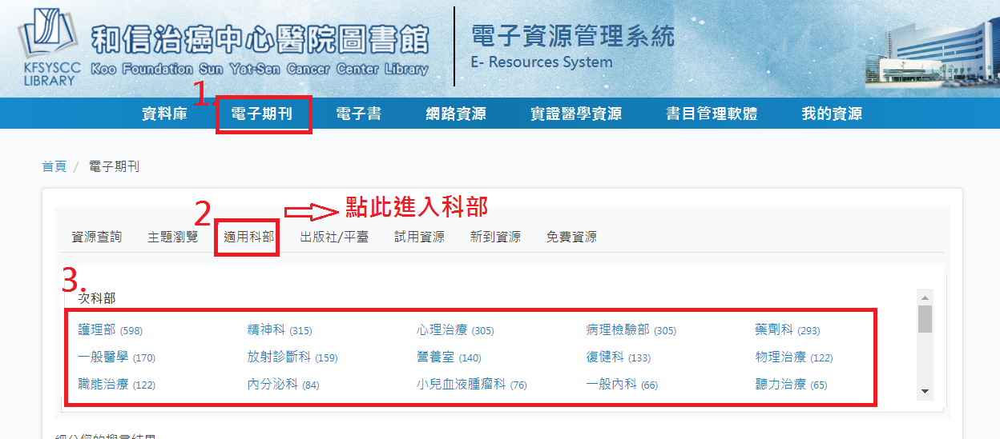 KFSYSCC
LIBRARY
和信治癌中心醫院圖書館
Koo Foundation Sun Yat-Sen Cancer Center Library
電子資源管理系統
E- Resources System
1.
資料庫 電子期刊 電子書 網路資源 實證醫學資源 書目管理軟體 我的資源
首頁 / 電子期刊
2 點此進入科部
資源查詢 主題瀏覽 適用科部 出版社/平臺 試用資源 新到資源 免費資源
3.
次科部
護理部 (598) 精神科 (315) 心理治療 (305) 病理檢驗部 (305) 藥劑科 (293)
一般醫學 (170) 放射診斷科 (159) 營養室 (140) 復健科 (133) 物理治療 (122)
職能治療 (122) 內分泌科 (84) 小兒血液腫瘤科 (76) 一般內科 (66) 聽力治療 (65)
細分您的搜尋結果